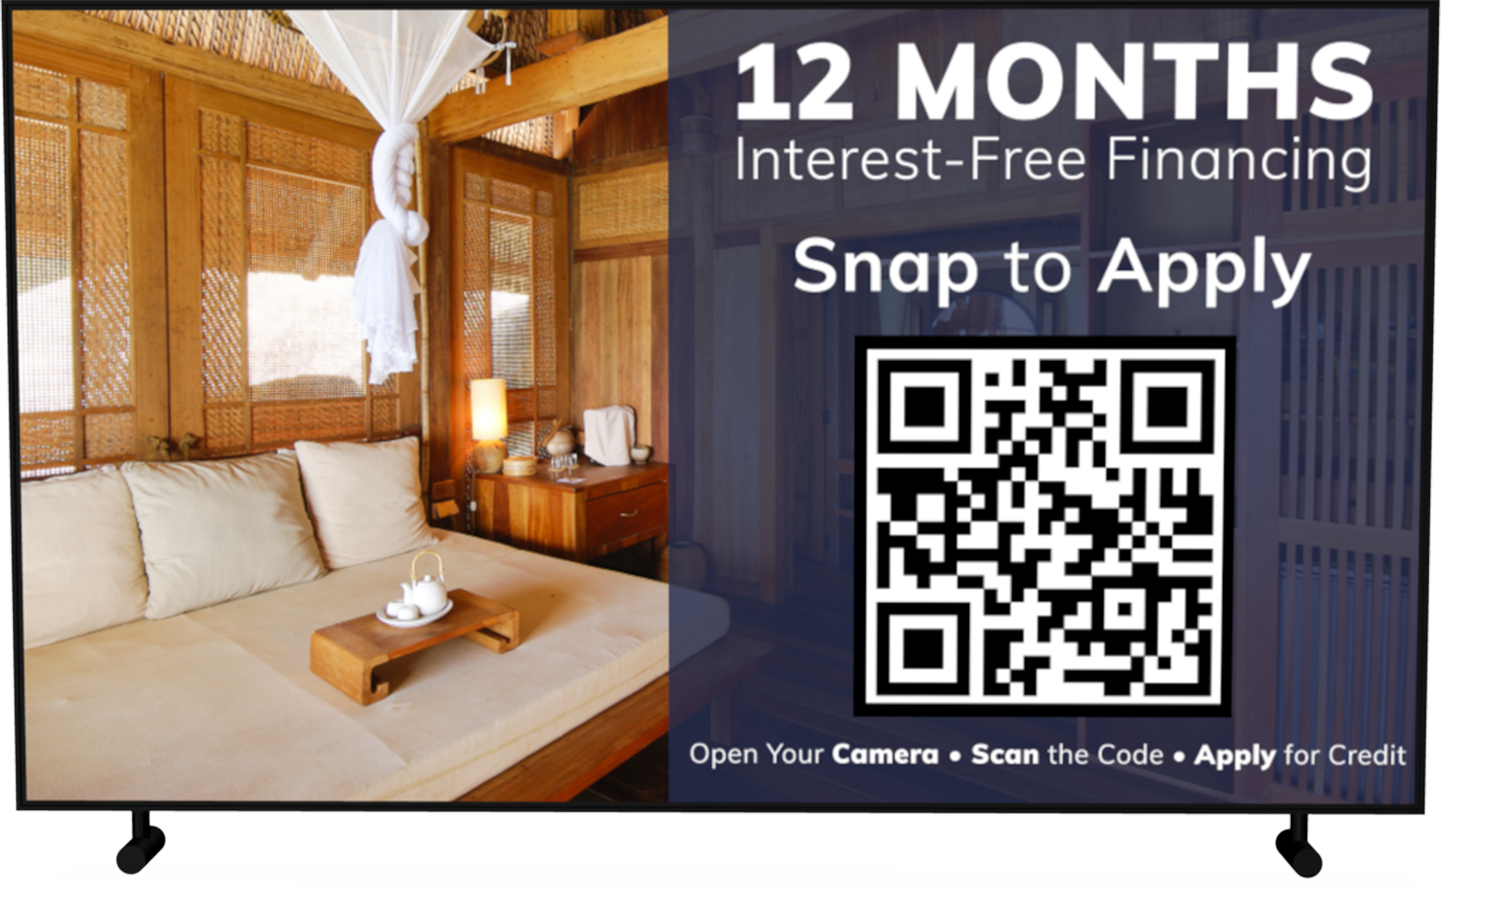 12 MONTHS
Interest-Free Financing
Snap to Apply
Open Your Camera • Scan the Code • Apply for Credit